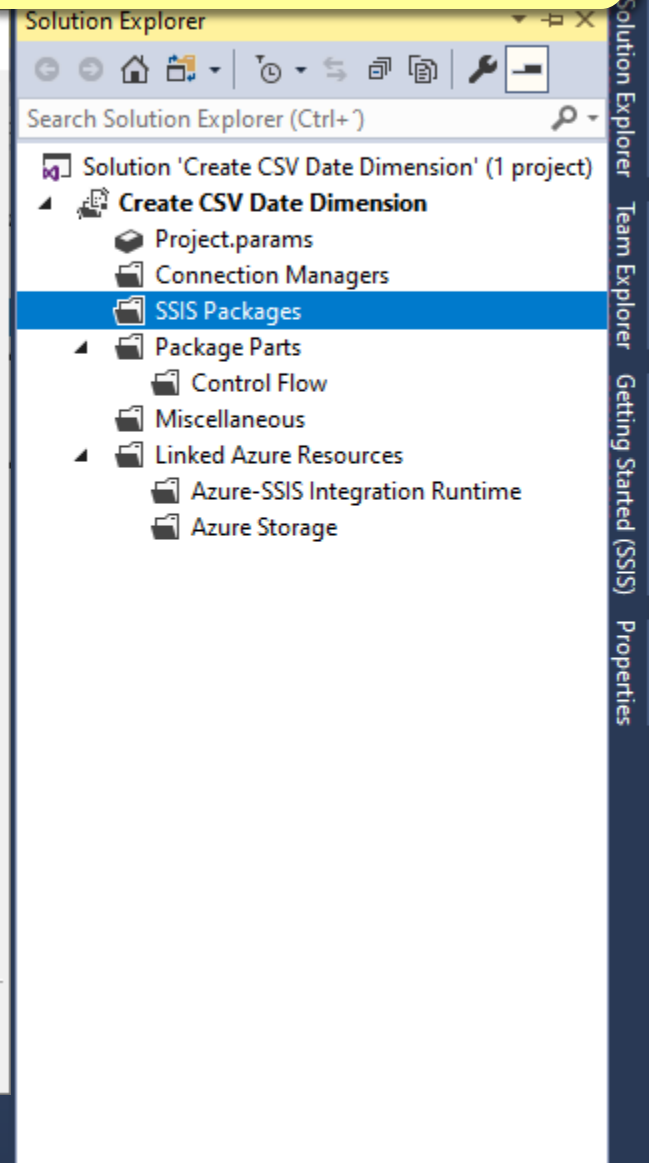 Solution Explorer
Search Solution Explorer (Ctrl+´)
Solution 'Create CSV Date Dimension' (1 project)
Create CSV Date Dimension
Project.params
Connection Managers
SSIS Packages
Package Parts
Control Flow
Miscellaneous
Linked Azure Resources
Azure-SSIS Integration Runtime
Azure Storage
Solution Explorer
Team Explorer
Getting Started (SSIS)
Properties